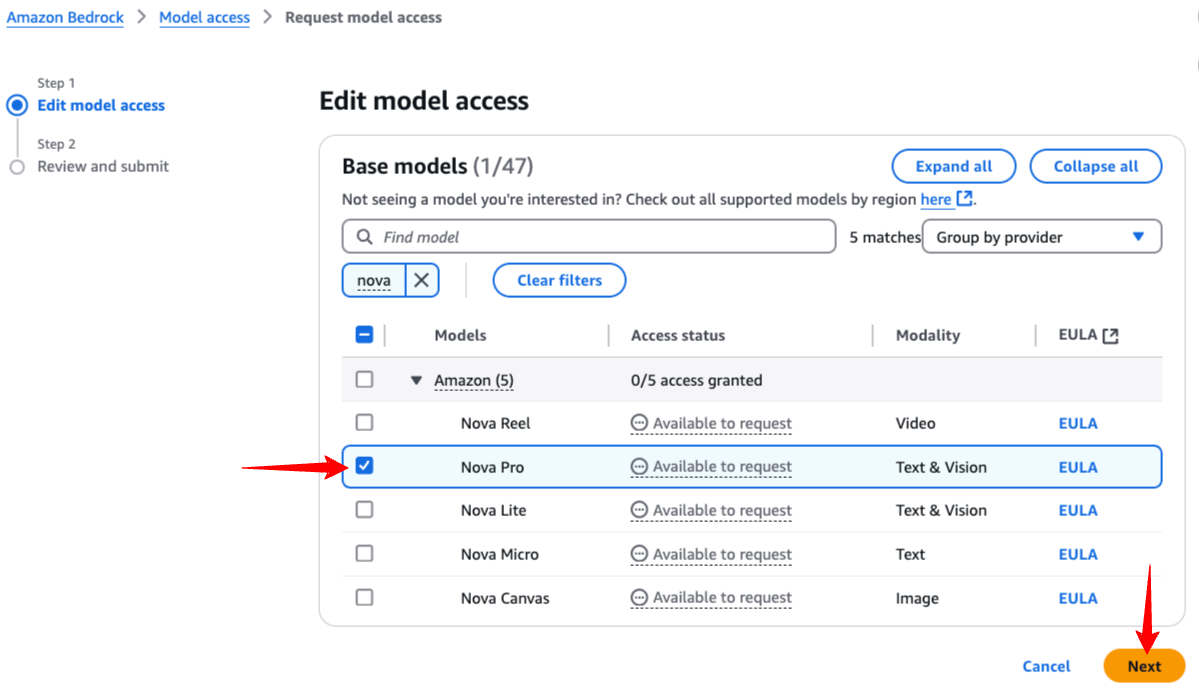 Amazon Bedrock > Model access > Request model access
Step 1
Edit model access
Step 2
Review and submit
Edit model access
Base models (1/47)
Expand all
Collapse all
Not seeing a model you're interested in? Check out all supported models by region here.
Find model
5 matches
Group by provider
nova
Clear filters
Models Access status Modality EULA
Amazon (5) 0/5 access granted
Nova Reel Available to request Video EULA
Nova Pro Available to request Text & Vision EULA
Nova Lite Available to request Text & Vision EULA
Nova Micro Available to request Text EULA
Nova Canvas Available to request Image EULA
Cancel Next